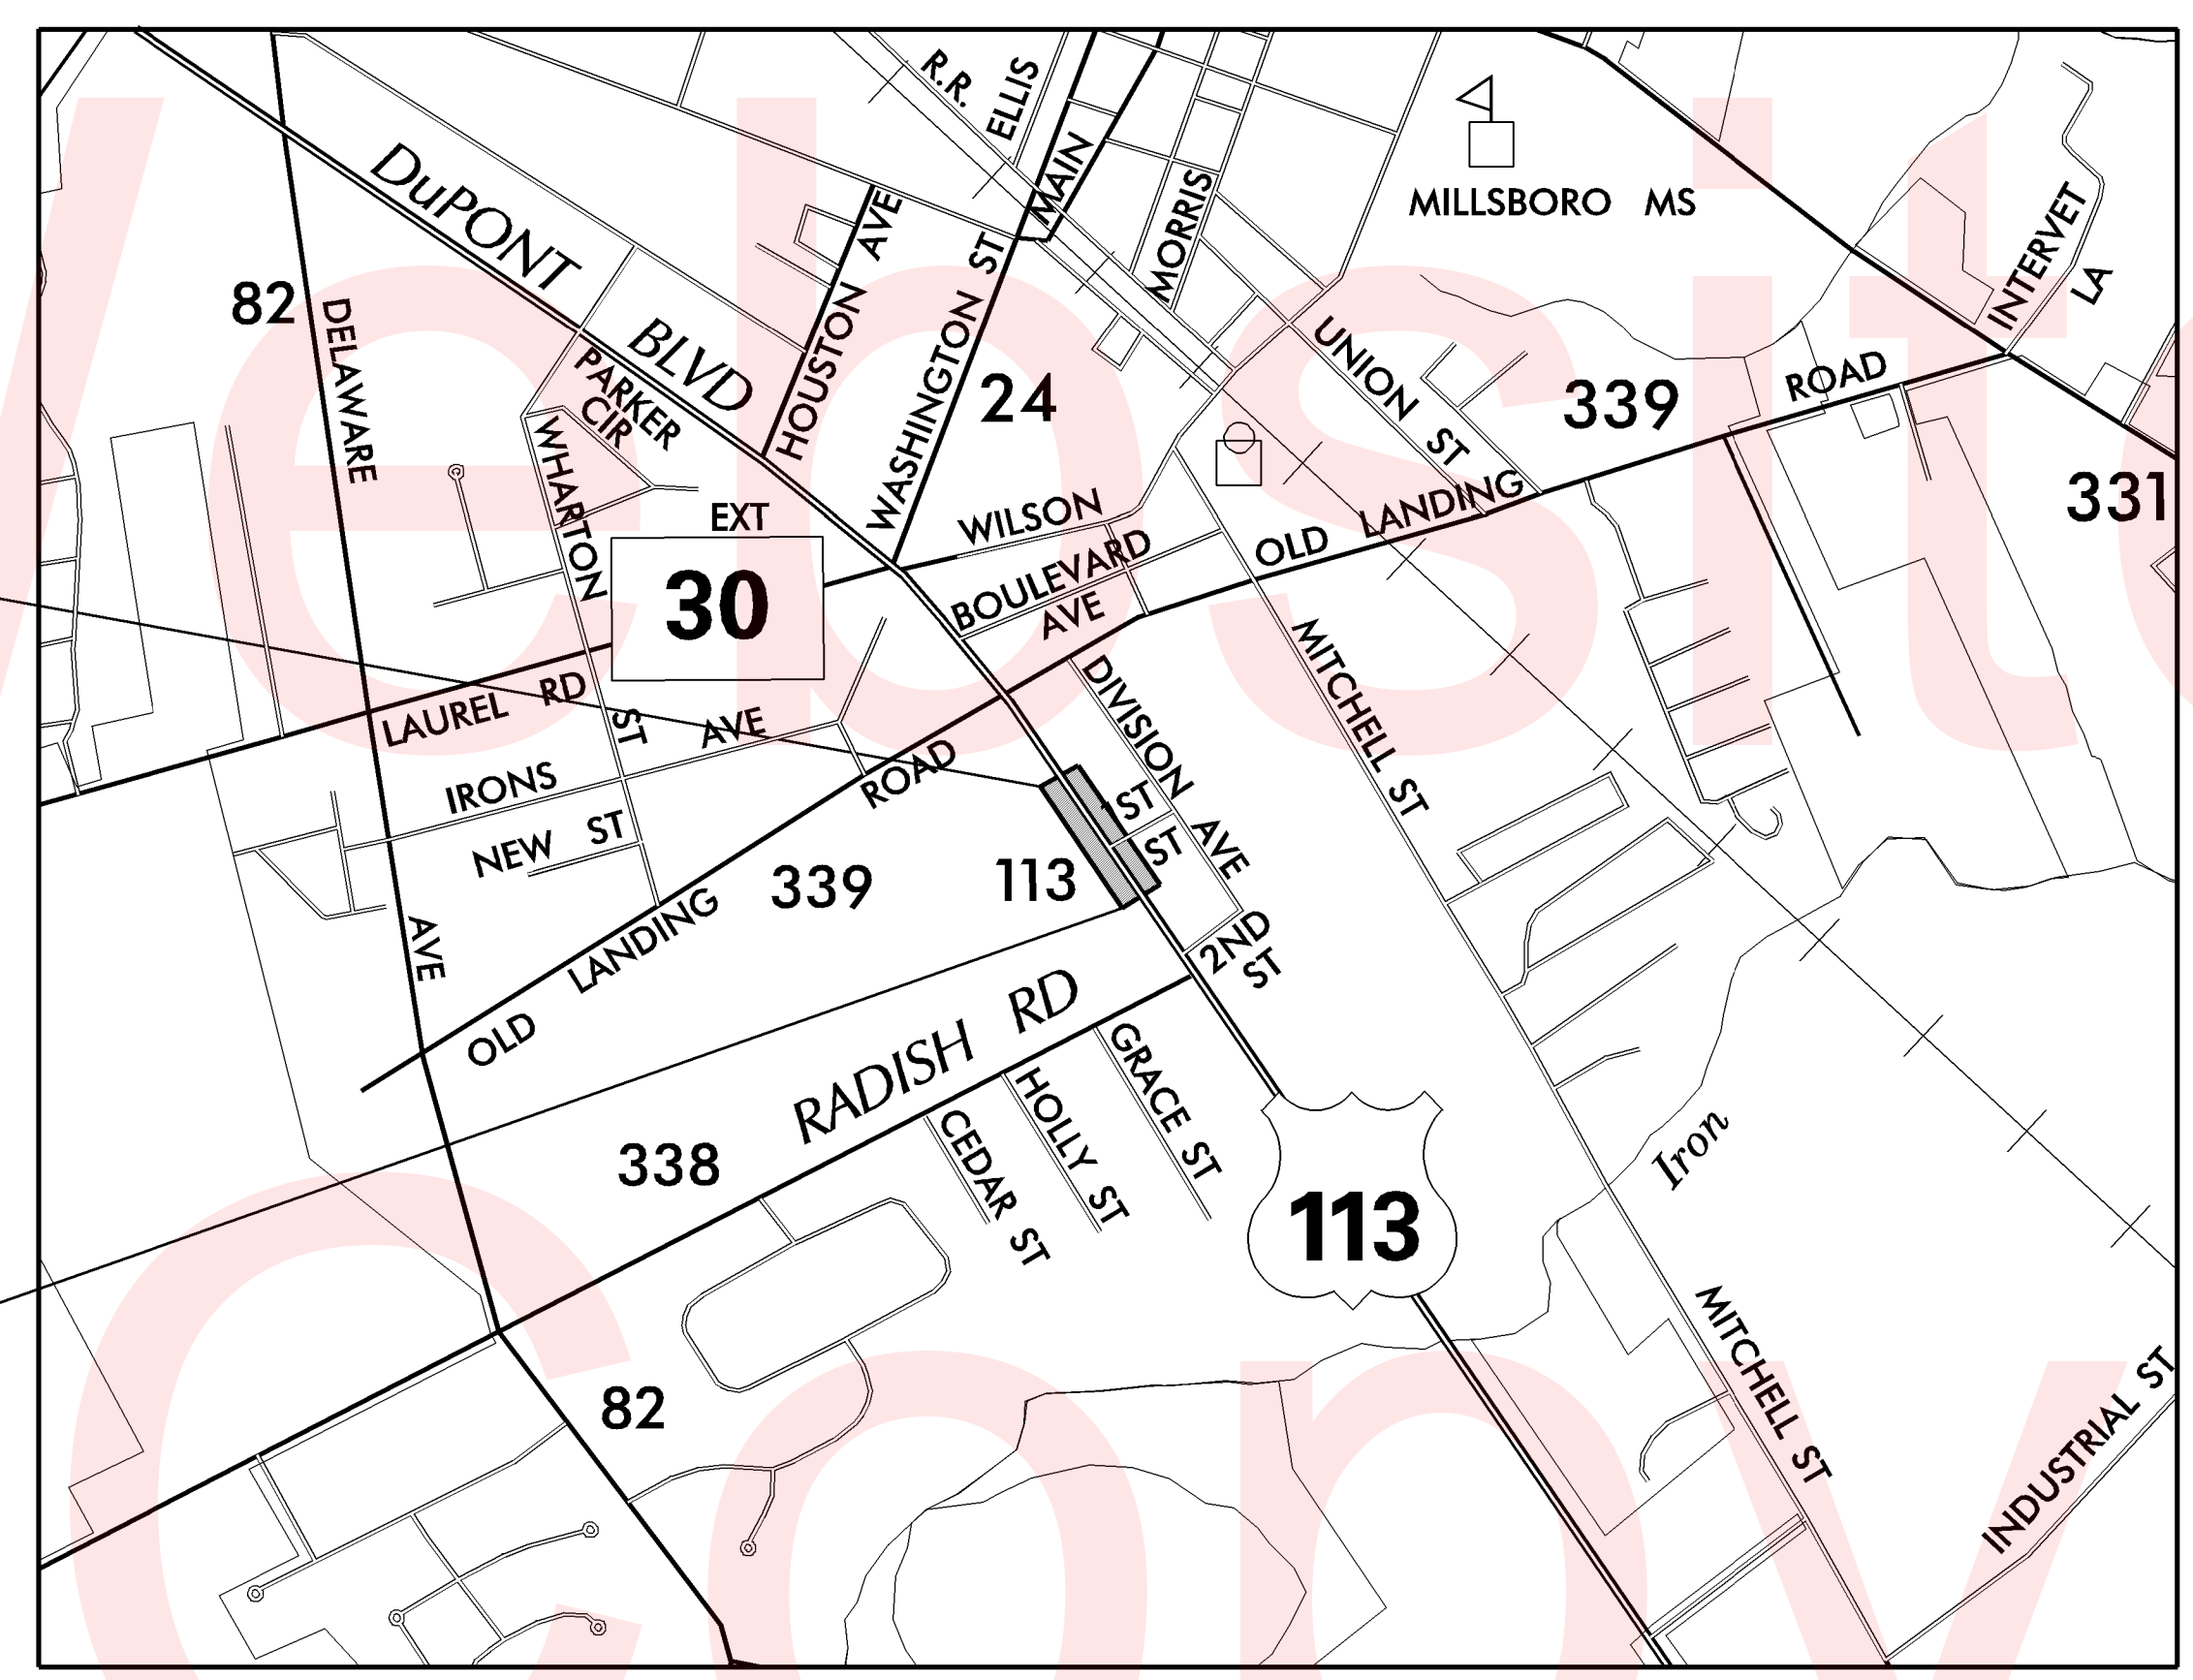 R.R.
ELLIS
MAIN
MORRIS
MILLSBORO MS
INTERVET LA
DuPONT BLVD
82
DELAWARE AVE
HOUSTON AVE
WASHINGTON ST
24
UNION ST
339
ROAD
331
PARKER
CIR
WHARTON ST
EXT
WILSON
BOULEVARD
AVE
OLD LANDING
30
LAUREL RD
IRONS AVE
NEW ST
DIVISION AVE
MITCHELL ST
ST
ST
ROAD
339
113
LANDING
OLD
2ND
ST
RADISH RD
338
GRACE ST
HOLLY ST
CEDAR ST
Iron
113
82
MITCHELL ST
INDUSTRIAL ST
Website
Copy